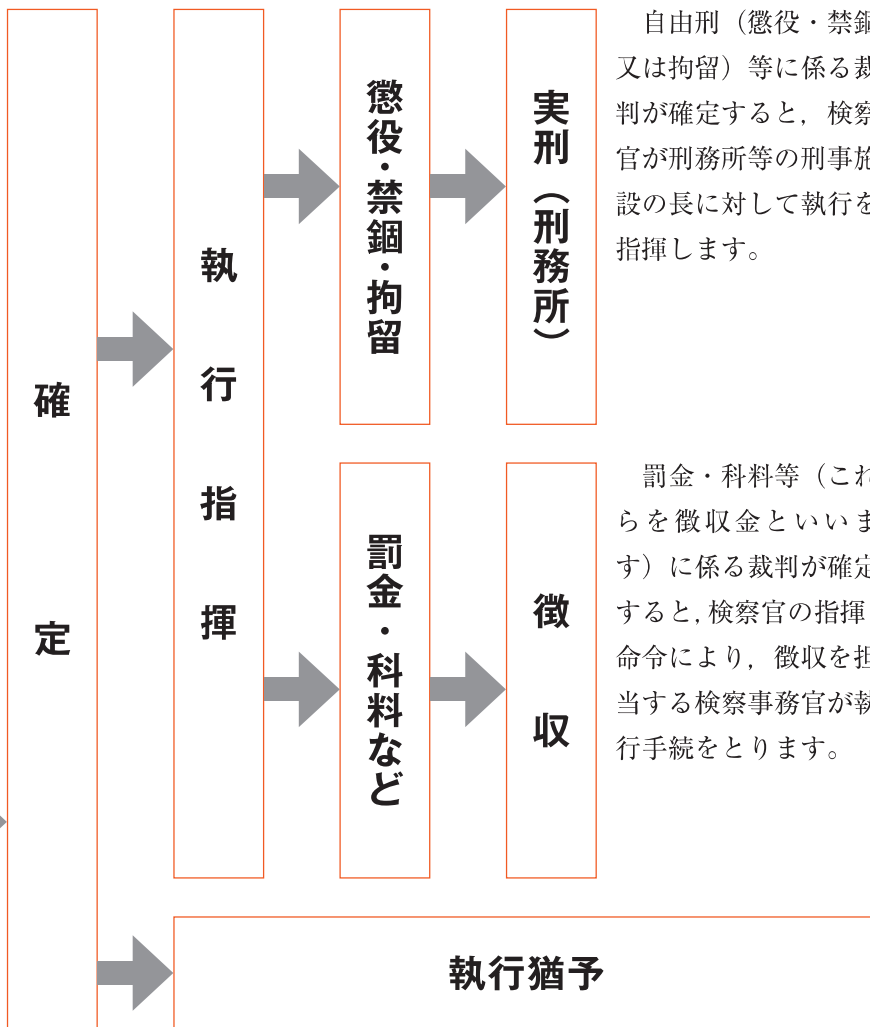 確定
執行指揮
懲役・禁錮・拘留
実刑（刑務所）
自由刑（懲役・禁錮
又は拘留）等に係る裁
判が確定すると，検察
官が刑務所等の刑事施
設の長に対して執行を
指揮します。
罰金・科料など
徴収
罰金・科料等（これ
らを徴収金といいま
す）に係る裁判が確定
すると，検察官の指揮
命令により，徴収を担
当する検察事務官が執
行手続をとります。
執行猶予